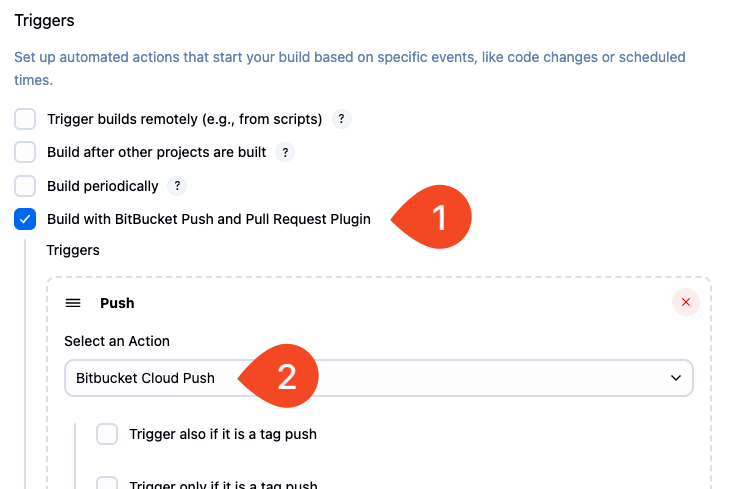 Triggers
Set up automated actions that start your build based on specific events, like code changes or scheduled
times.
Trigger builds remotely (e.g., from scripts) ?
Build after other projects are built ?
Build periodically ?
Build with BitBucket Push and Pull Request Plugin 1
Triggers
Push
Select an Action
Bitbucket Cloud Push 2
Trigger also if it is a tag push
Trigger only if it is a tag push